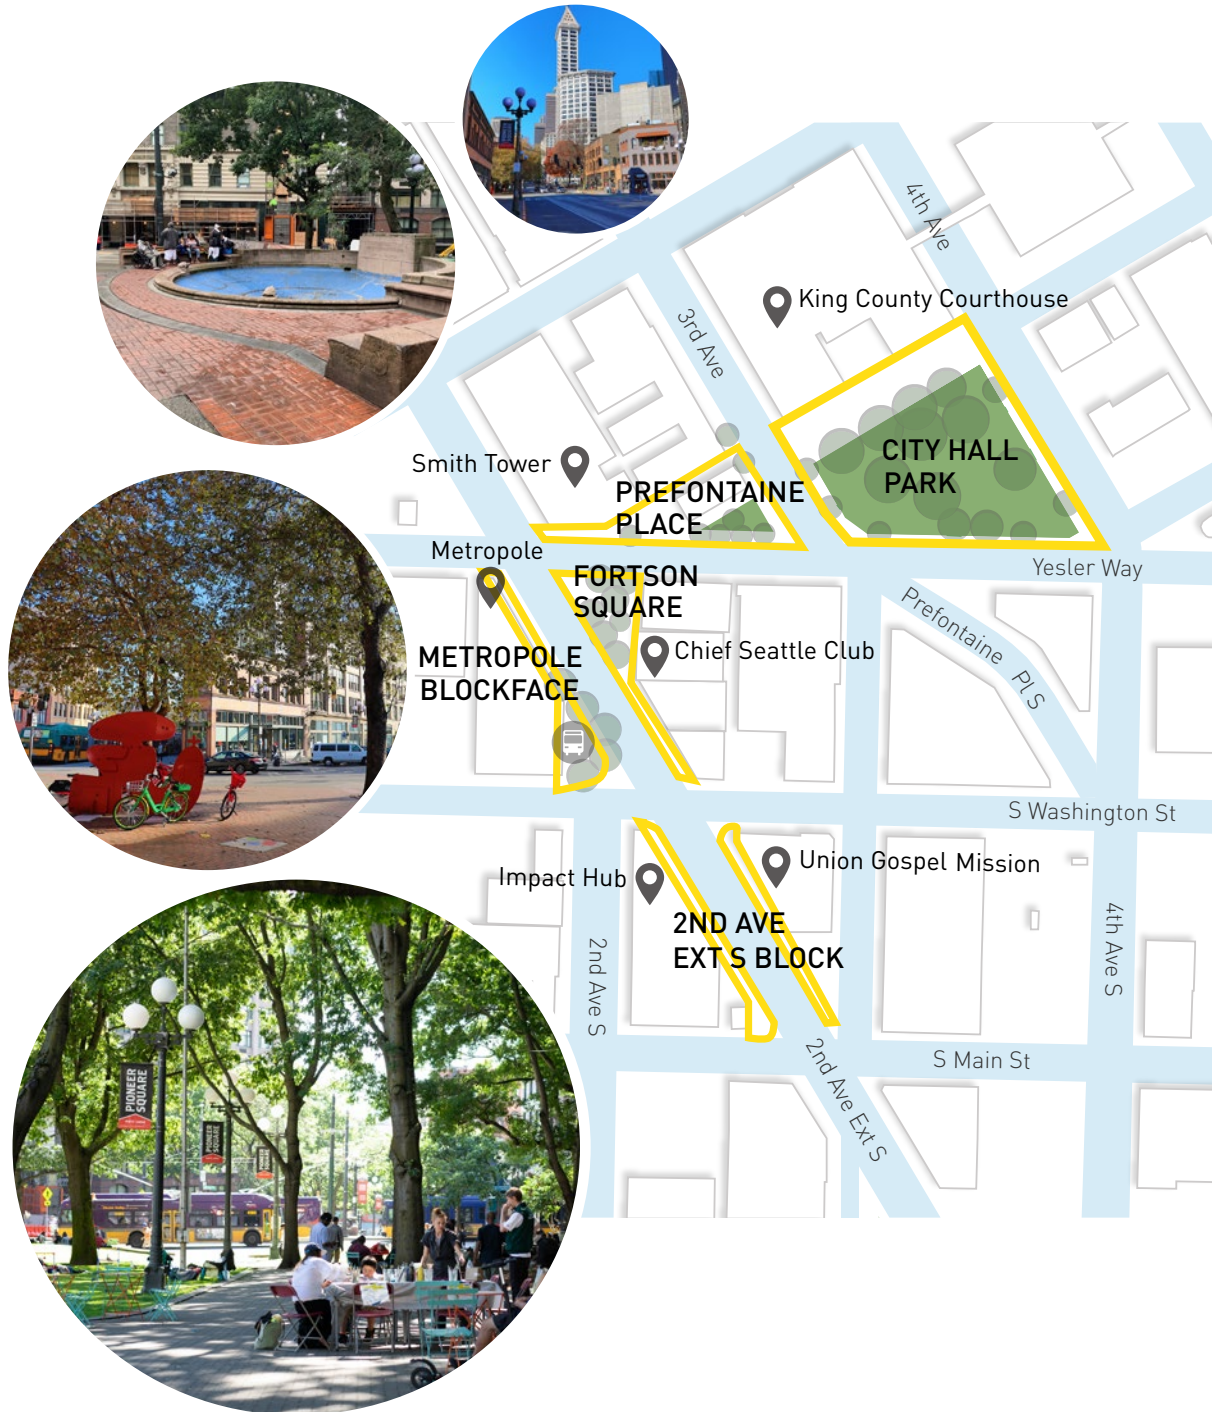 4th Ave
King County Courthouse
3rd Ave
CITY HALL
PARK
Smith Tower
PREFONTAINE
PLACE
Metropole
Yesler Way
FORTSON
SQUARE
Prefontaine Pl S
Chief Seattle Club
METROPOLE
BLOCKFACE
S Washington St
Union Gospel Mission
Impact Hub
2ND AVE
EXT S BLOCK
2nd Ave S
4th Ave S
S Main St
2nd Ave Ext S
PIONEER
SQUARE
PIONEER
SQUARE